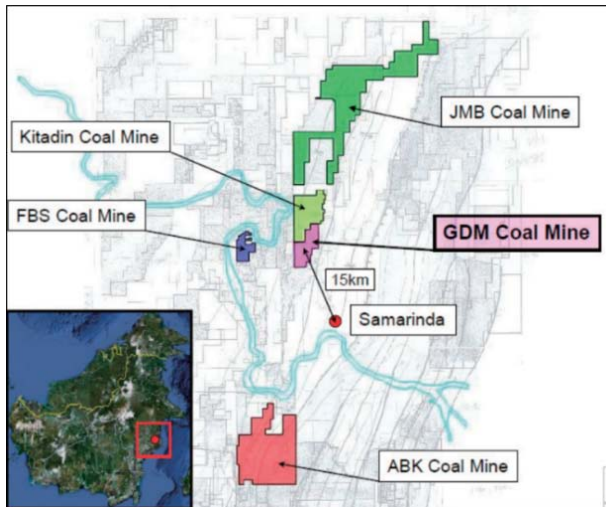 JMB Coal Mine
Kitadin Coal Mine
FBS Coal Mine
GDM Coal Mine
15km
Samarinda
ABK Coal Mine